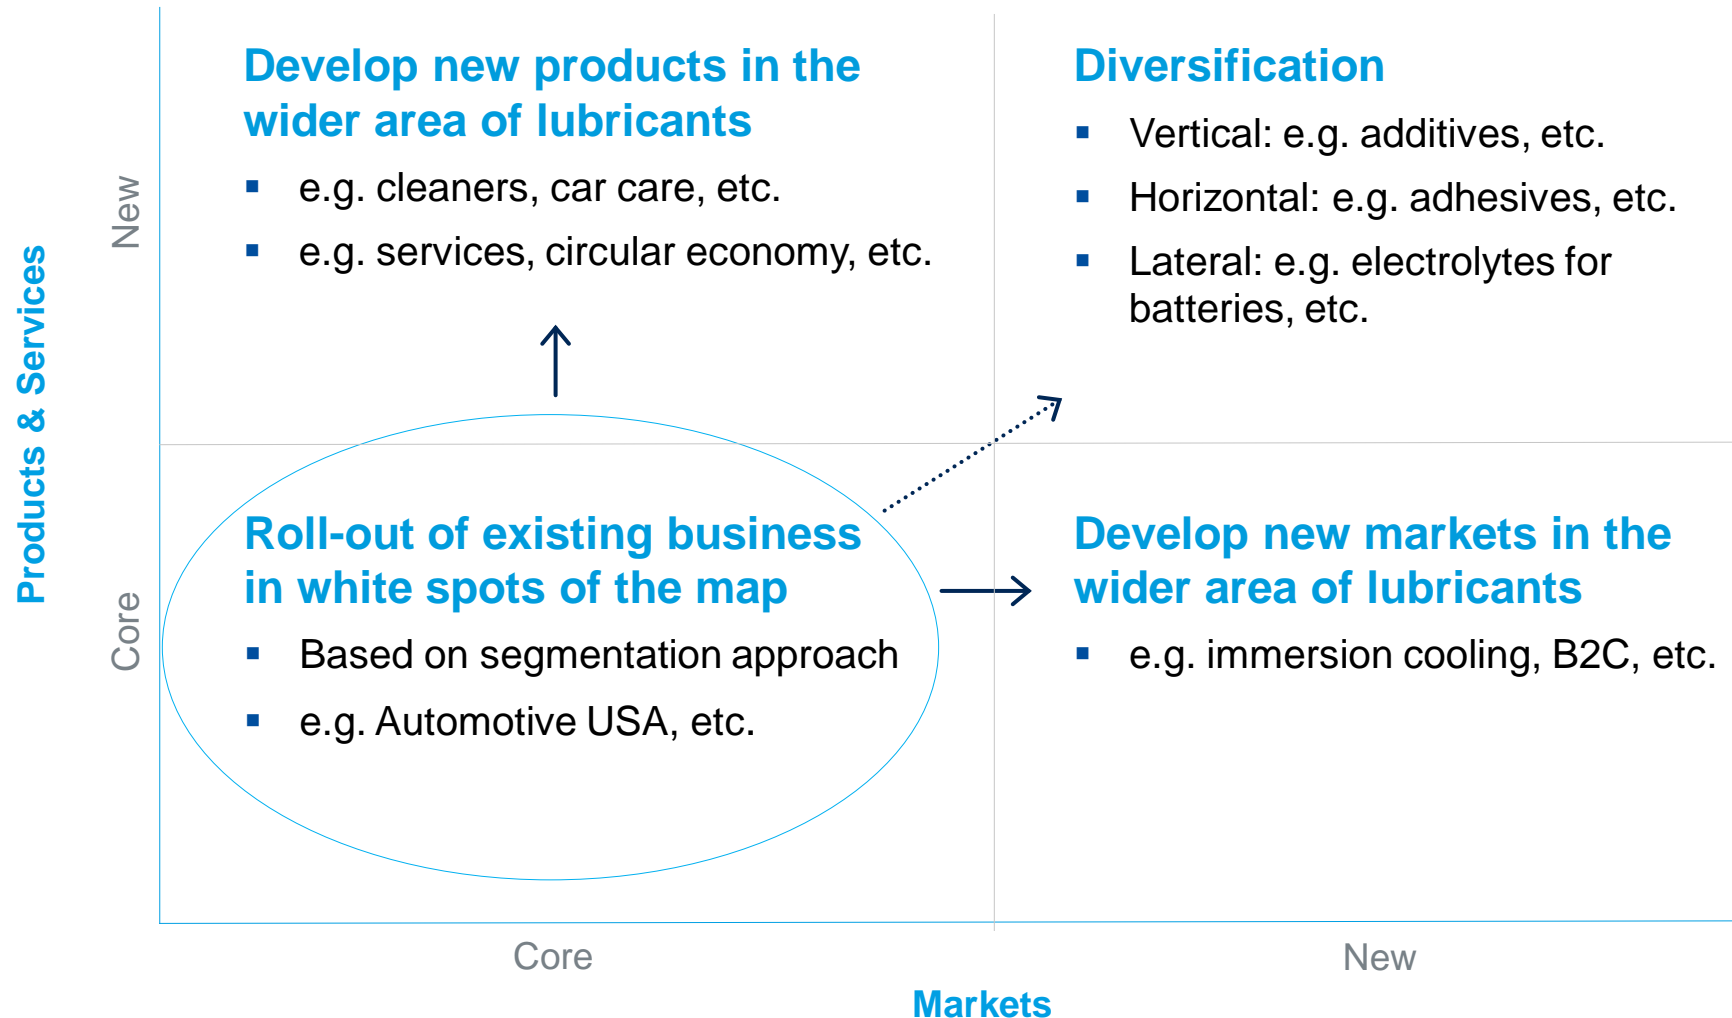 Products & Services
New
Core
Develop new products in the
wider area of lubricants
▪ e.g. cleaners, car care, etc.
▪ e.g. services, circular economy, etc.
Diversification
▪ Vertical: e.g. additives, etc.
▪ Horizontal: e.g. adhesives, etc.
▪ Lateral: e.g. electrolytes for
batteries, etc.
Roll-out of existing business
in white spots of the map
▪ Based on segmentation approach
▪ e.g. Automotive USA, etc.
Develop new markets in the
wider area of lubricants
▪ e.g. immersion cooling, B2C, etc.
Core
New
Markets